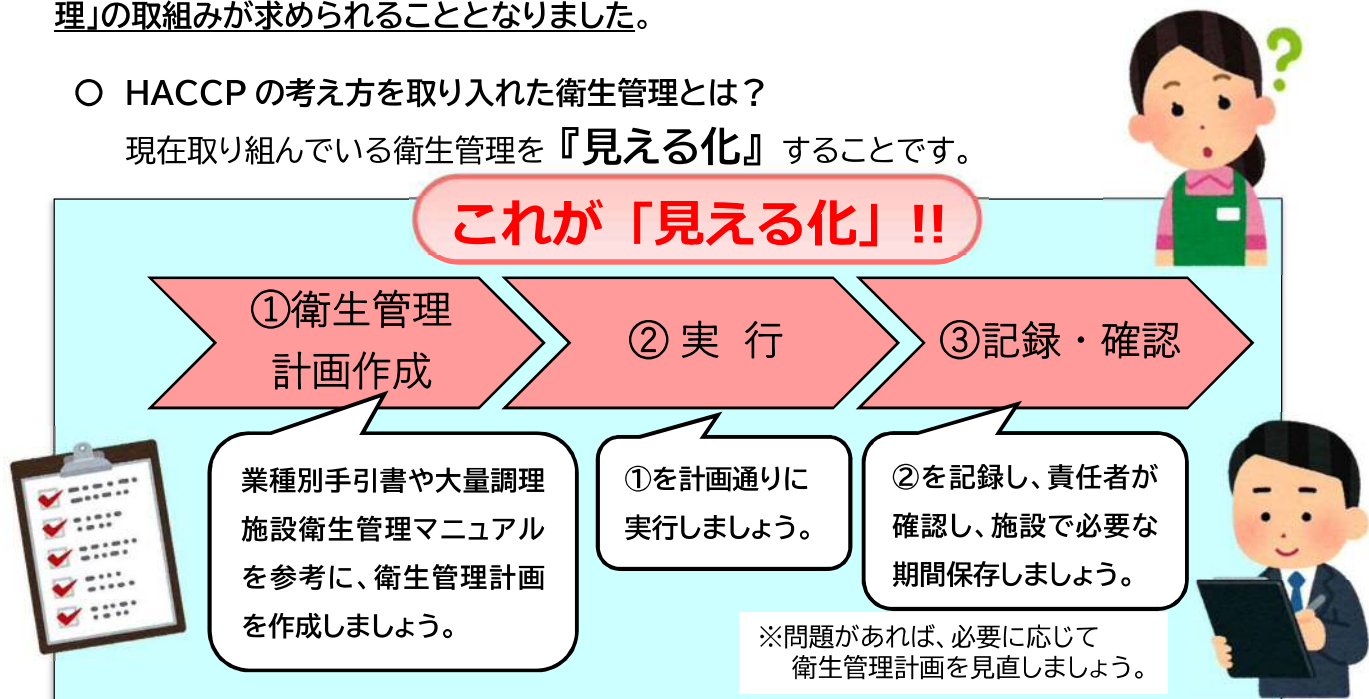 理」の取組みが求められることとなりました。
○ HACCP の考え方を取り入れた衛生管理とは？
現在取り組んでいる衛生管理を『見える化』することです。
これが「見える化」!!
①衛生管理
計画作成
② 実 行
③記録・確認
業種別手引書や大量調理
施設衛生管理マニュアル
を参考に、衛生管理計画
を作成しましょう。
①を計画通りに
実行しましょう。
②を記録し、責任者が
確認し、施設で必要な
期間保存しましょう。
※問題があれば、必要に応じて
衛生管理計画を見直しましょう。